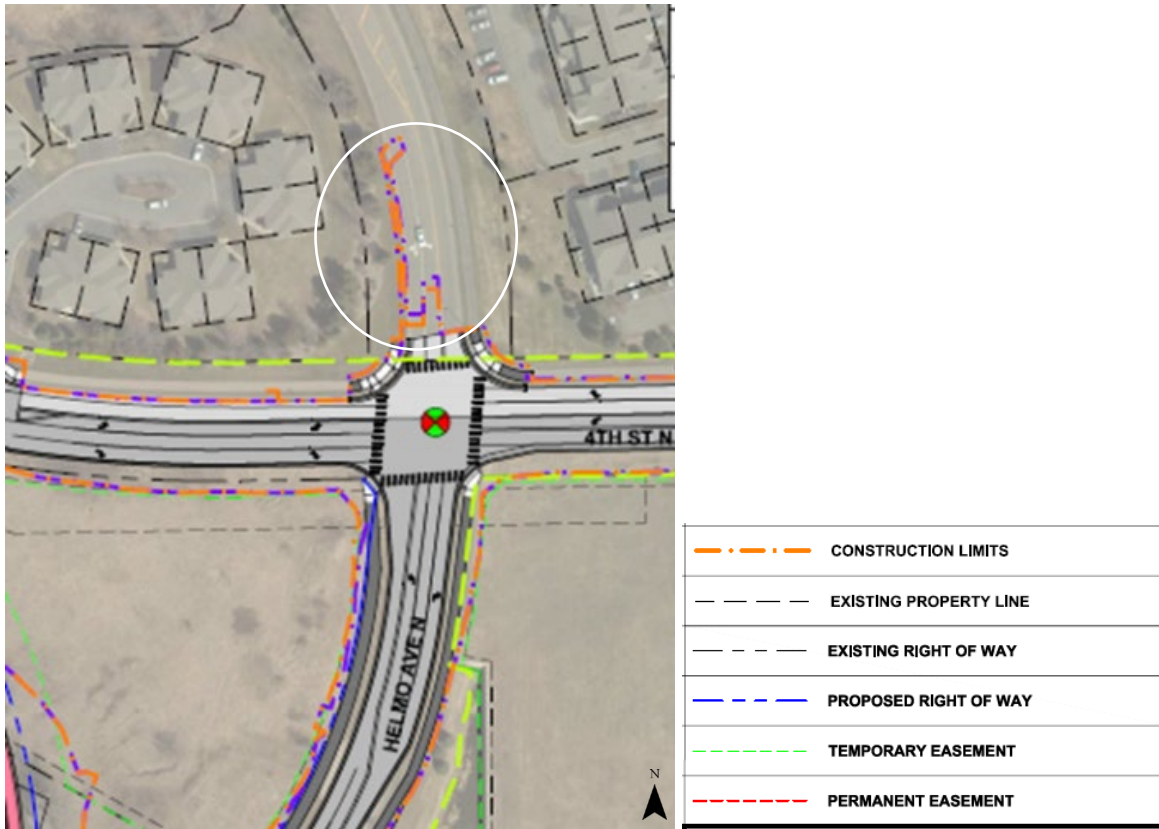 4TH ST N
HELMO AVE N
N
CONSTRUCTION LIMITS
EXISTING PROPERTY LINE
EXISTING RIGHT OF WAY
PROPOSED RIGHT OF WAY
TEMPORARY EASEMENT
PERMANENT EASEMENT